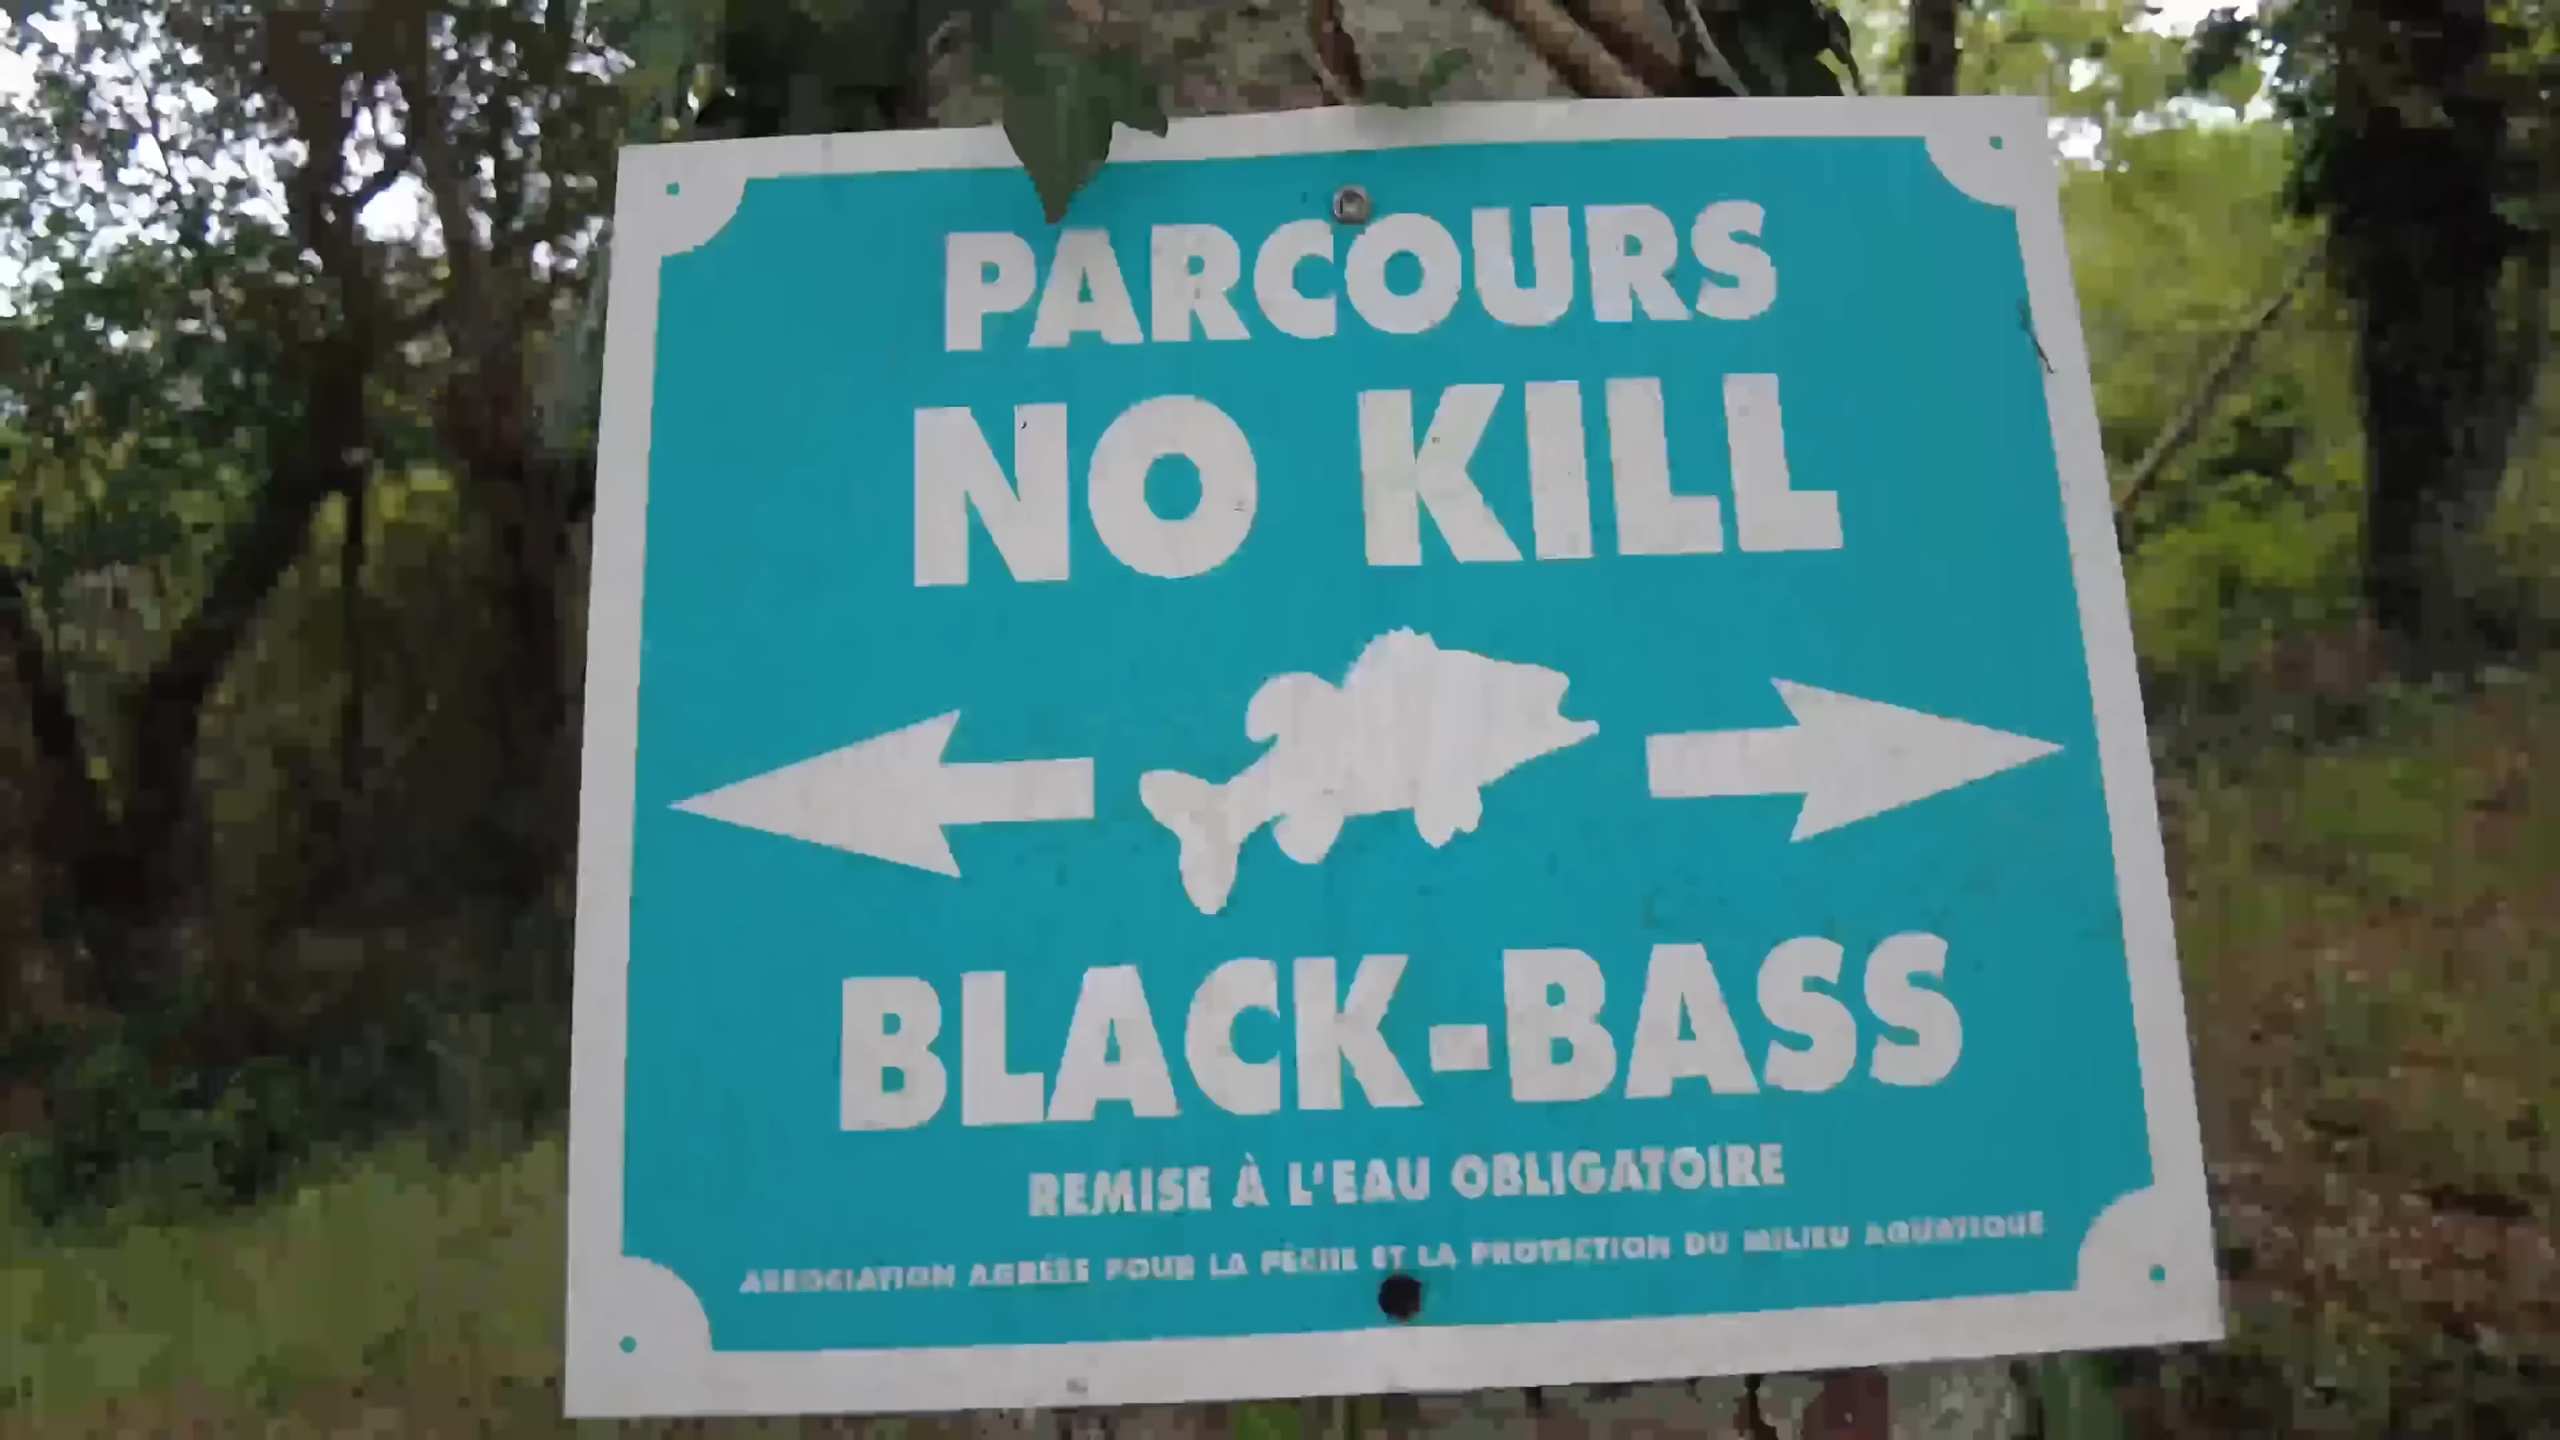 PARCOURS
NO KILL
BLACK-BASS
REMISE À L'EAU OBLIGATOIRE
ASSOCIATION AGRÉÉE POUR LA PÊCHE ET LA PROTECTION DU MILIEU AQUATIQUE